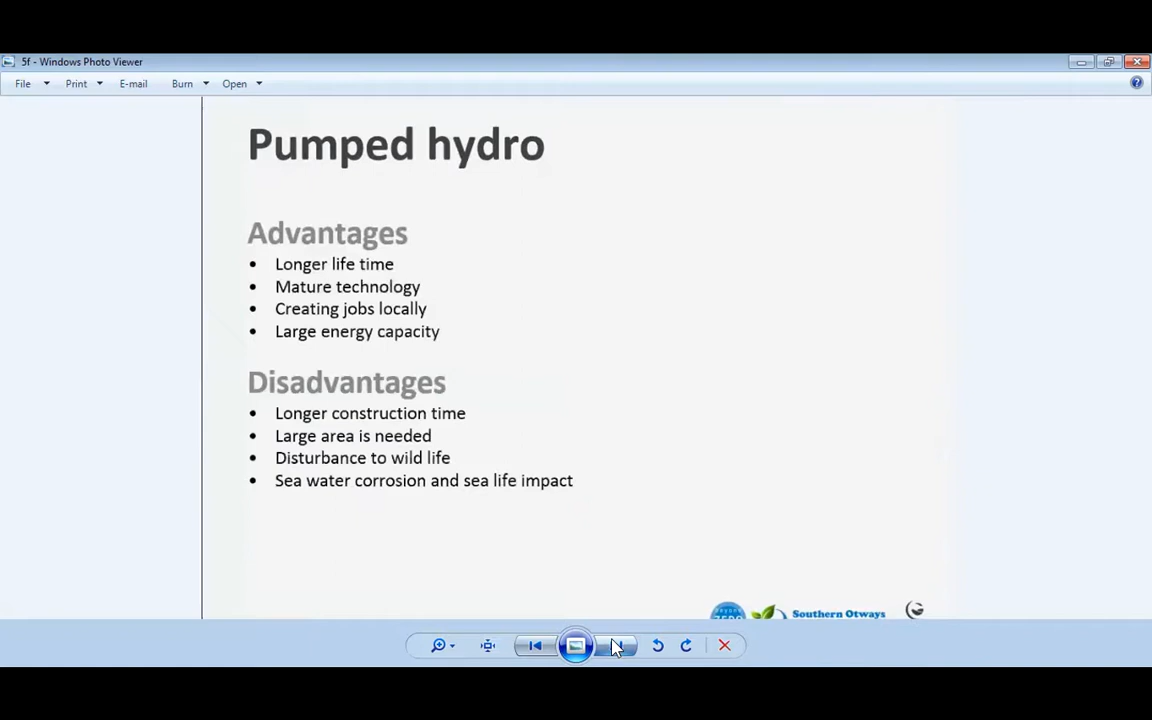 5f - Windows Photo Viewer
File Print E-mail Burn Open
Pumped hydro
Advantages
• Longer life time
• Mature technology
• Creating jobs locally
• Large energy capacity
Disadvantages
• Longer construction time
• Large area is needed
• Disturbance to wild life
• Sea water corrosion and sea life impact
Southern Otways